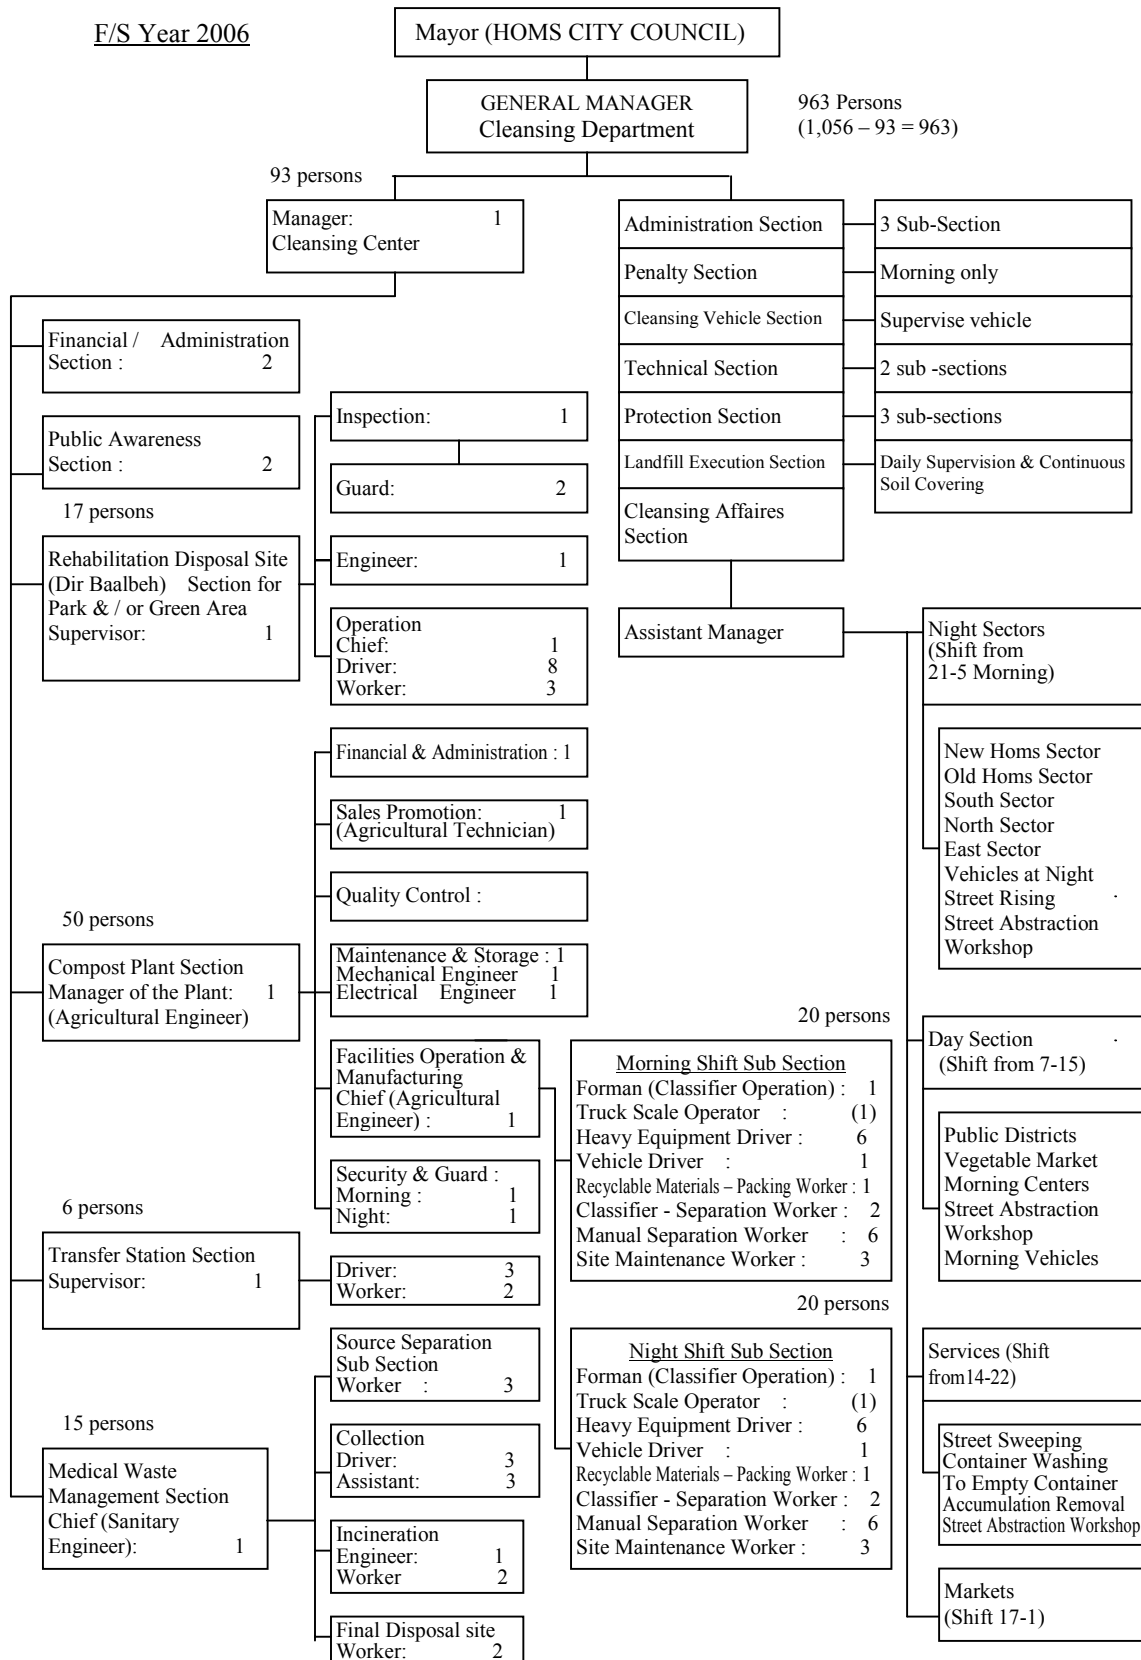 F/S Year 2006
Mayor (HOMS CITY COUNCIL)
GENERAL MANAGER
Cleansing Department
963 Persons
(1,056 – 93 = 963)
93 persons
Manager: 1
Cleansing Center
Financial / Administration
Section : 2
Public Awareness
Section : 2
17 persons
Rehabilitation Disposal Site
(Dir Baalbeh) Section for
Park & / or Green Area
Supervisor: 1
Inspection: 1
Guard: 2
Engineer: 1
Operation
Chief: 1
Driver: 8
Worker: 3
50 persons
Compost Plant Section
Manager of the Plant: 1
(Agricultural Engineer)
Financial & Administration : 1
Sales Promotion: 1
(Agricultural Technician)
Quality Control :
Maintenance & Storage : 1
Mechanical Engineer 1
Electrical Engineer 1
Facilities Operation &
Manufacturing
Chief (Agricultural
Engineer) : 1
Security & Guard :
Morning : 1
Night: 1
20 persons
Morning Shift Sub Section
Forman (Classifier Operation) : 1
Truck Scale Operator : (1)
Heavy Equipment Driver : 6
Vehicle Driver : 1
Recyclable Materials – Packing Worker : 1
Classifier - Separation Worker : 2
Manual Separation Worker : 6
Site Maintenance Worker : 3
20 persons
Night Shift Sub Section
Forman (Classifier Operation) : 1
Truck Scale Operator : (1)
Heavy Equipment Driver : 6
Vehicle Driver : 1
Recyclable Materials – Packing Worker : 1
Classifier - Separation Worker : 2
Manual Separation Worker : 6
Site Maintenance Worker : 3
6 persons
Transfer Station Section
Supervisor: 1
Driver: 3
Worker: 2
15 persons
Medical Waste
Management Section
Chief (Sanitary
Engineer): 1
Source Separation
Sub Section
Worker : 3
Collection
Driver: 3
Assistant: 3
Incineration
Engineer: 1
Worker 2
Final Disposal site
Worker: 2
Administration Section
3 Sub-Section
Penalty Section
Morning only
Cleansing Vehicle Section
Supervise vehicle
Technical Section
2 sub -sections
Protection Section
3 sub-sections
Landfill Execution Section
Daily Supervision & Continuous
Soil Covering
Cleansing Affaires
Section
Assistant Manager
Night Sectors
(Shift from
21-5 Morning)
New Homs Sector
Old Homs Sector
South Sector
North Sector
East Sector
Vehicles at Night
Street Rising
Street Abstraction
Workshop
Day Section
(Shift from 7-15)
Public Districts
Vegetable Market
Morning Centers
Street Abstraction
Workshop
Morning Vehicles
Services (Shift
from14-22)
Street Sweeping
Container Washing
To Empty Container
Accumulation Removal
Street Abstraction Workshop
Markets
(Shift 17-1)